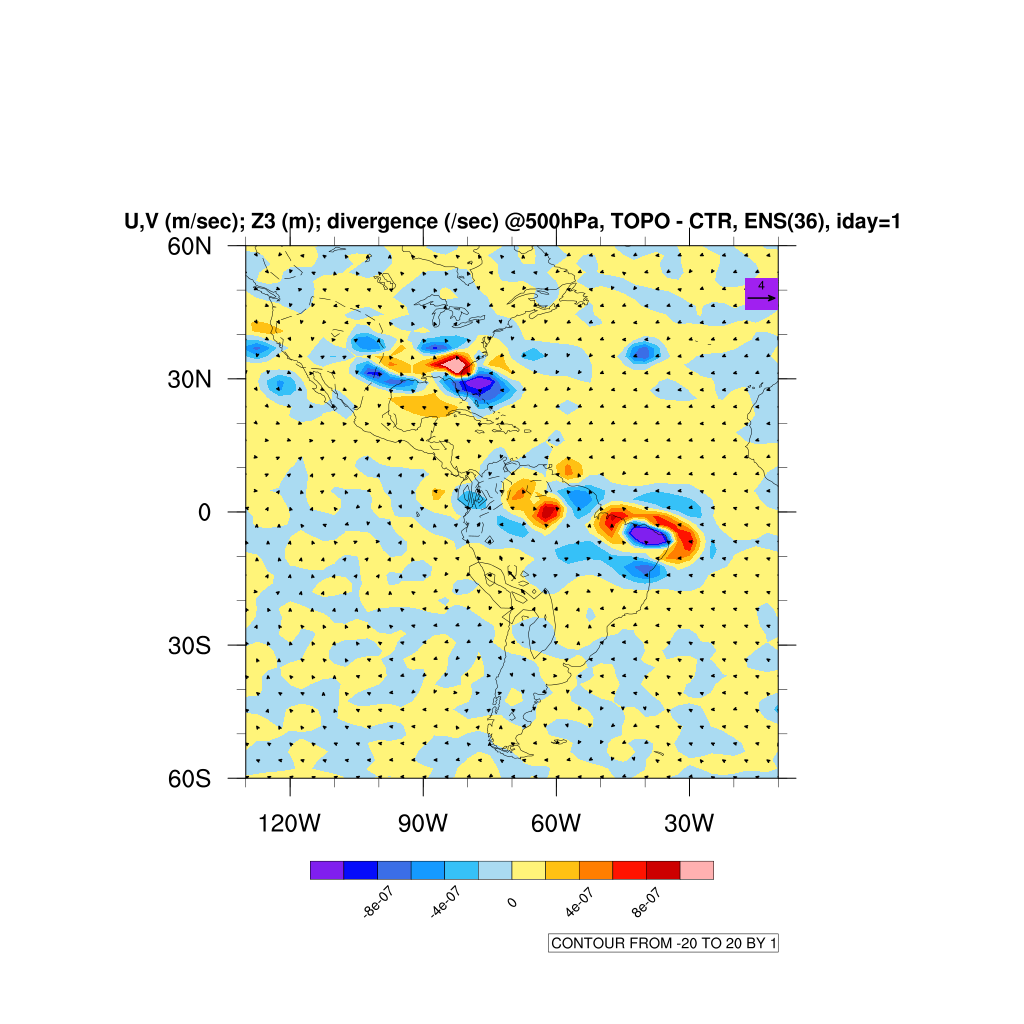 U,V (m/sec); Z3 (m); divergence (/sec) @500hPa, TOPO - CTR, ENS(36), iday=1
60N
4
30N
0
30S
60S
120W 90W 60W 30W
-8e-07 -4e-07 0 4e-07 8e-07
CONTOUR FROM -20 TO 20 BY 1